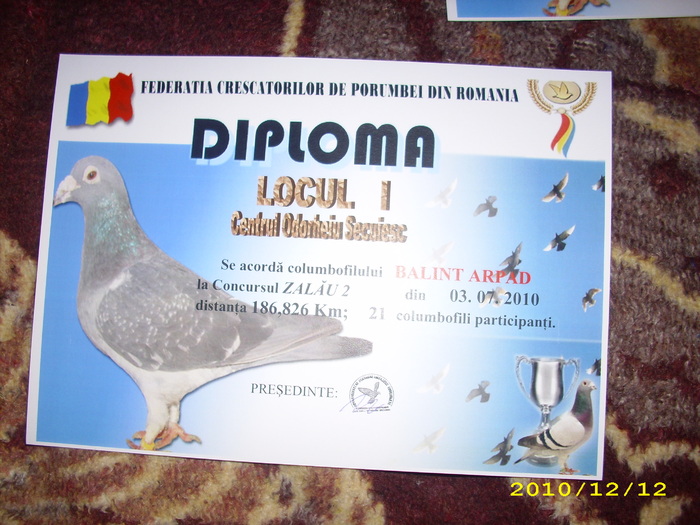 FEDERATIA CRESCATORILOR DE PORUMBEI DIN ROMANIA
DIPLOMA
LOCUL I
Centrul Odorheiu Secuiesc
Se acordă columbofilului BALINT ARPAD
la Concursul ZALĂU 2 din 03. 07. 2010
distanța 186,826 Km; 21 columbofili participanți.
PREȘEDINTE:
2010/12/12